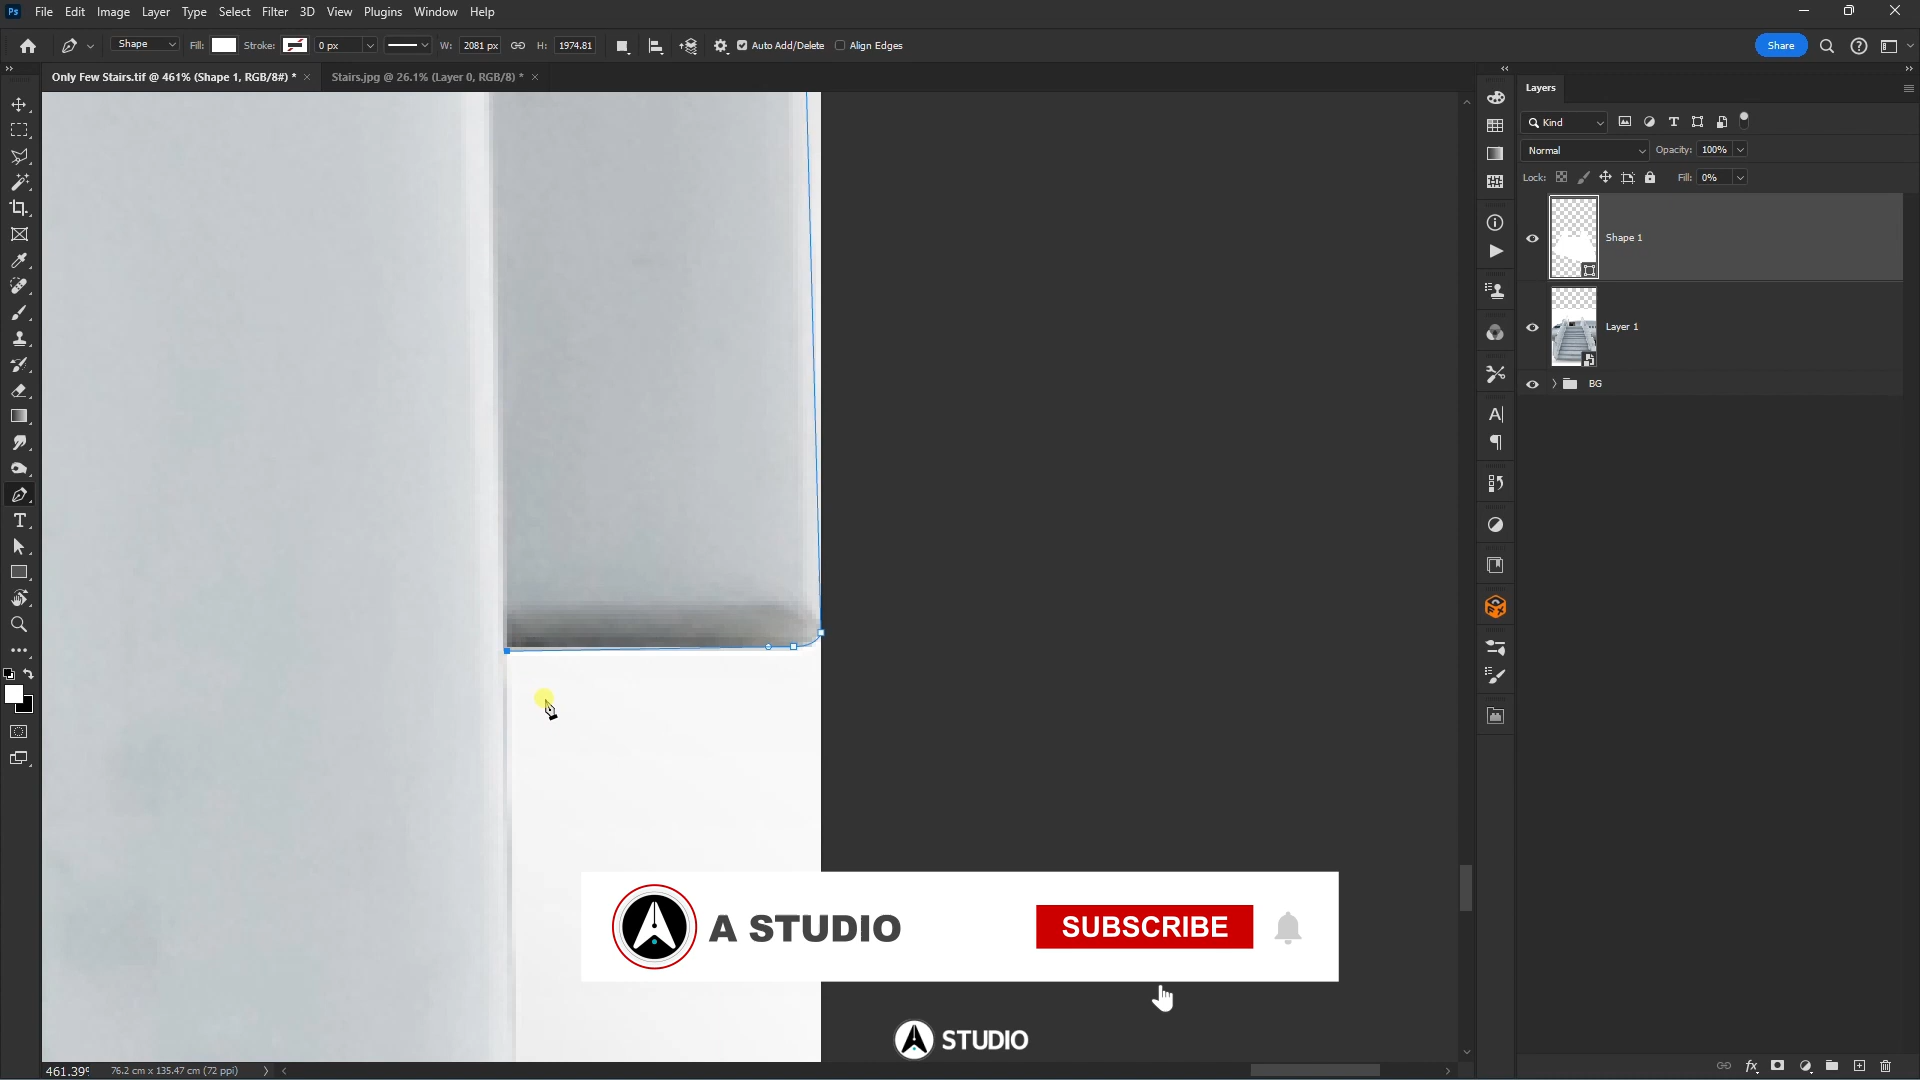 Ps File Edit Image Layer Type Select Filter 3D View Plugins Window Help
Shape Fill: Stroke: 0 px W: 2081 px H: 1974.81 Auto Add/Delete Align Edges Share
Only Few Stairs.tif @ 461% (Shape 1, RGB/8#) * × Stairs.jpg @ 26.1% (Layer 0, RGB/8) * ×
Layers
Kind
Normal Opacity: 100%
Lock: Fill: 0%
Shape 1
Layer 1
BG
A STUDIO SUBSCRIBE
STUDIO
461.39% 76.2 cm x 135.47 cm (72 ppi)